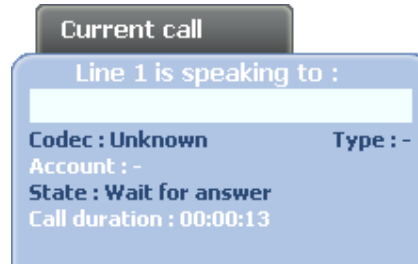 Current call
Line 1 is speaking to :
Codec : Unknown Type : -
Account : -
State : Wait for answer
Call duration : 00:00:13